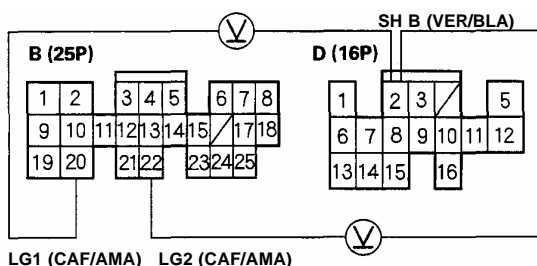 SH B (VER/BLA)
V
B (25P)
D (16P)
1 2 3 4 5 6 7 8
9 10 11 12 13 14 15 17 18
19 20 21 22 23 24 25
1 2 3 5
6 7 8 9 10 11 12
13 14 15 16
V
LG1 (CAF/AMA) LG2 (CAF/AMA)